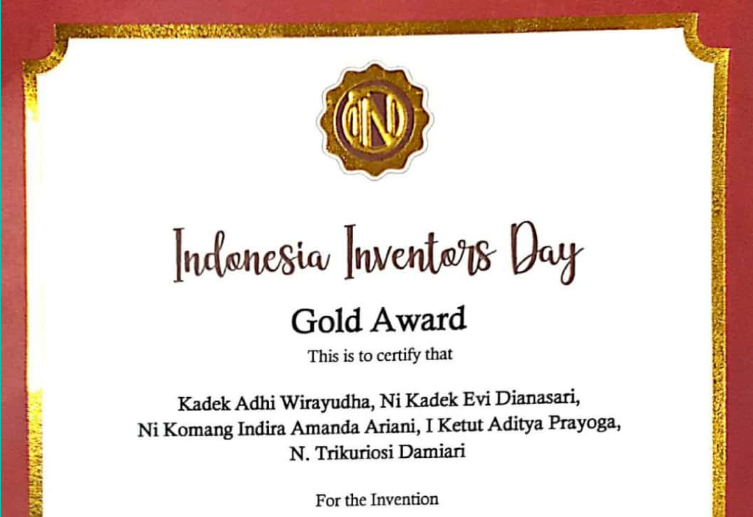 Indonesia Inventors Day
Gold Award
This is to certify that
Kadek Adhi Wirayudha, Ni Kadek Evi Dianasari,
Ni Komang Indira Amanda Ariani, I Ketut Aditya Prayoga,
N. Trikuriosi Damiari
For the Invention